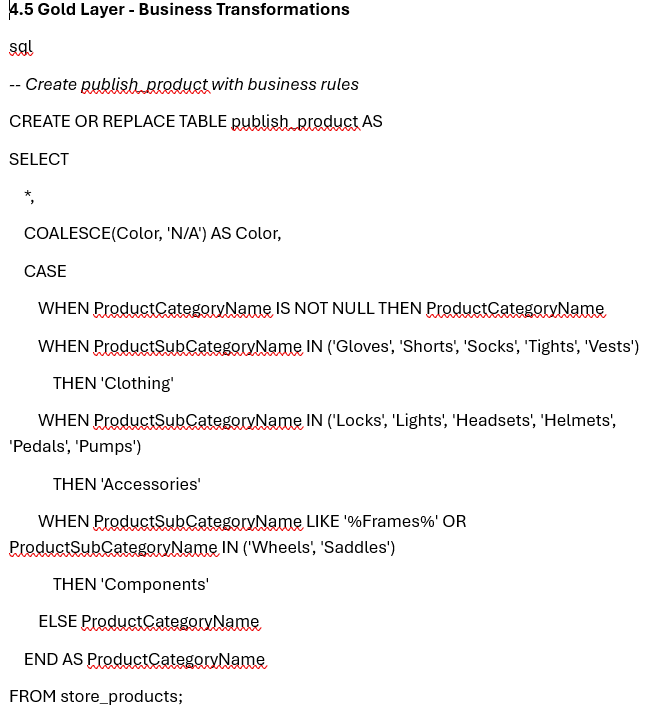 4.5 Gold Layer - Business Transformations
sql
-- Create publish_product with business rules
CREATE OR REPLACE TABLE publish_product AS
SELECT
*,
COALESCE(Color, 'N/A') AS Color,
CASE
WHEN ProductCategoryName IS NOT NULL THEN ProductCategoryName
WHEN ProductSubCategoryName IN ('Gloves', 'Shorts', 'Socks', 'Tights', 'Vests')
THEN 'Clothing'
WHEN ProductSubCategoryName IN ('Locks', 'Lights', 'Headsets', 'Helmets',
'Pedals', 'Pumps')
THEN 'Accessories'
WHEN ProductSubCategoryName LIKE '%Frames%' OR
ProductSubCategoryName IN ('Wheels', 'Saddles')
THEN 'Components'
ELSE ProductCategoryName
END AS ProductCategoryName
FROM store_products;